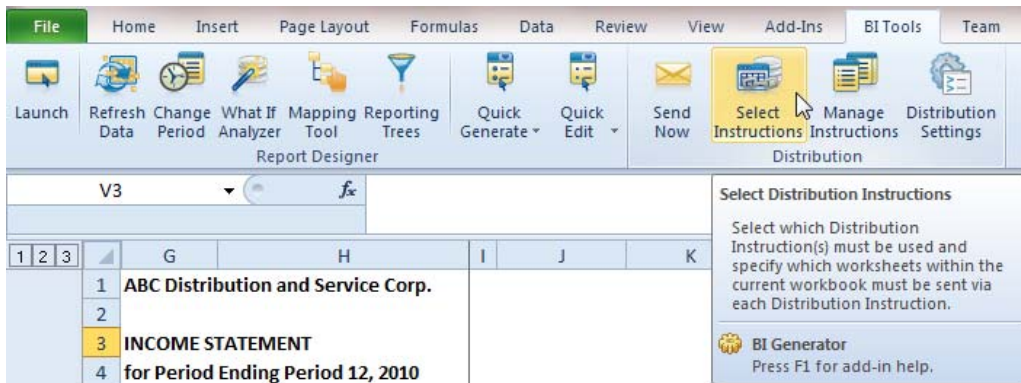 File Home Insert Page Layout Formulas Data Review View Add-Ins BI Tools Team
Launch Refresh Data Change Period What If Analyzer Mapping Tool Reporting Trees Quick Generate Quick Edit Send Now Select Instructions Manage Instructions Distribution Settings
Report Designer Distribution
V3 fx
Select Distribution Instructions
Select which Distribution
Instruction(s) must be used and
specify which worksheets within the
current workbook must be sent via
each Distribution Instruction.
BI Generator
Press F1 for add-in help.
1 2 3 G H I J K
1 ABC Distribution and Service Corp.
2
3 INCOME STATEMENT
4 for Period Ending Period 12, 2010